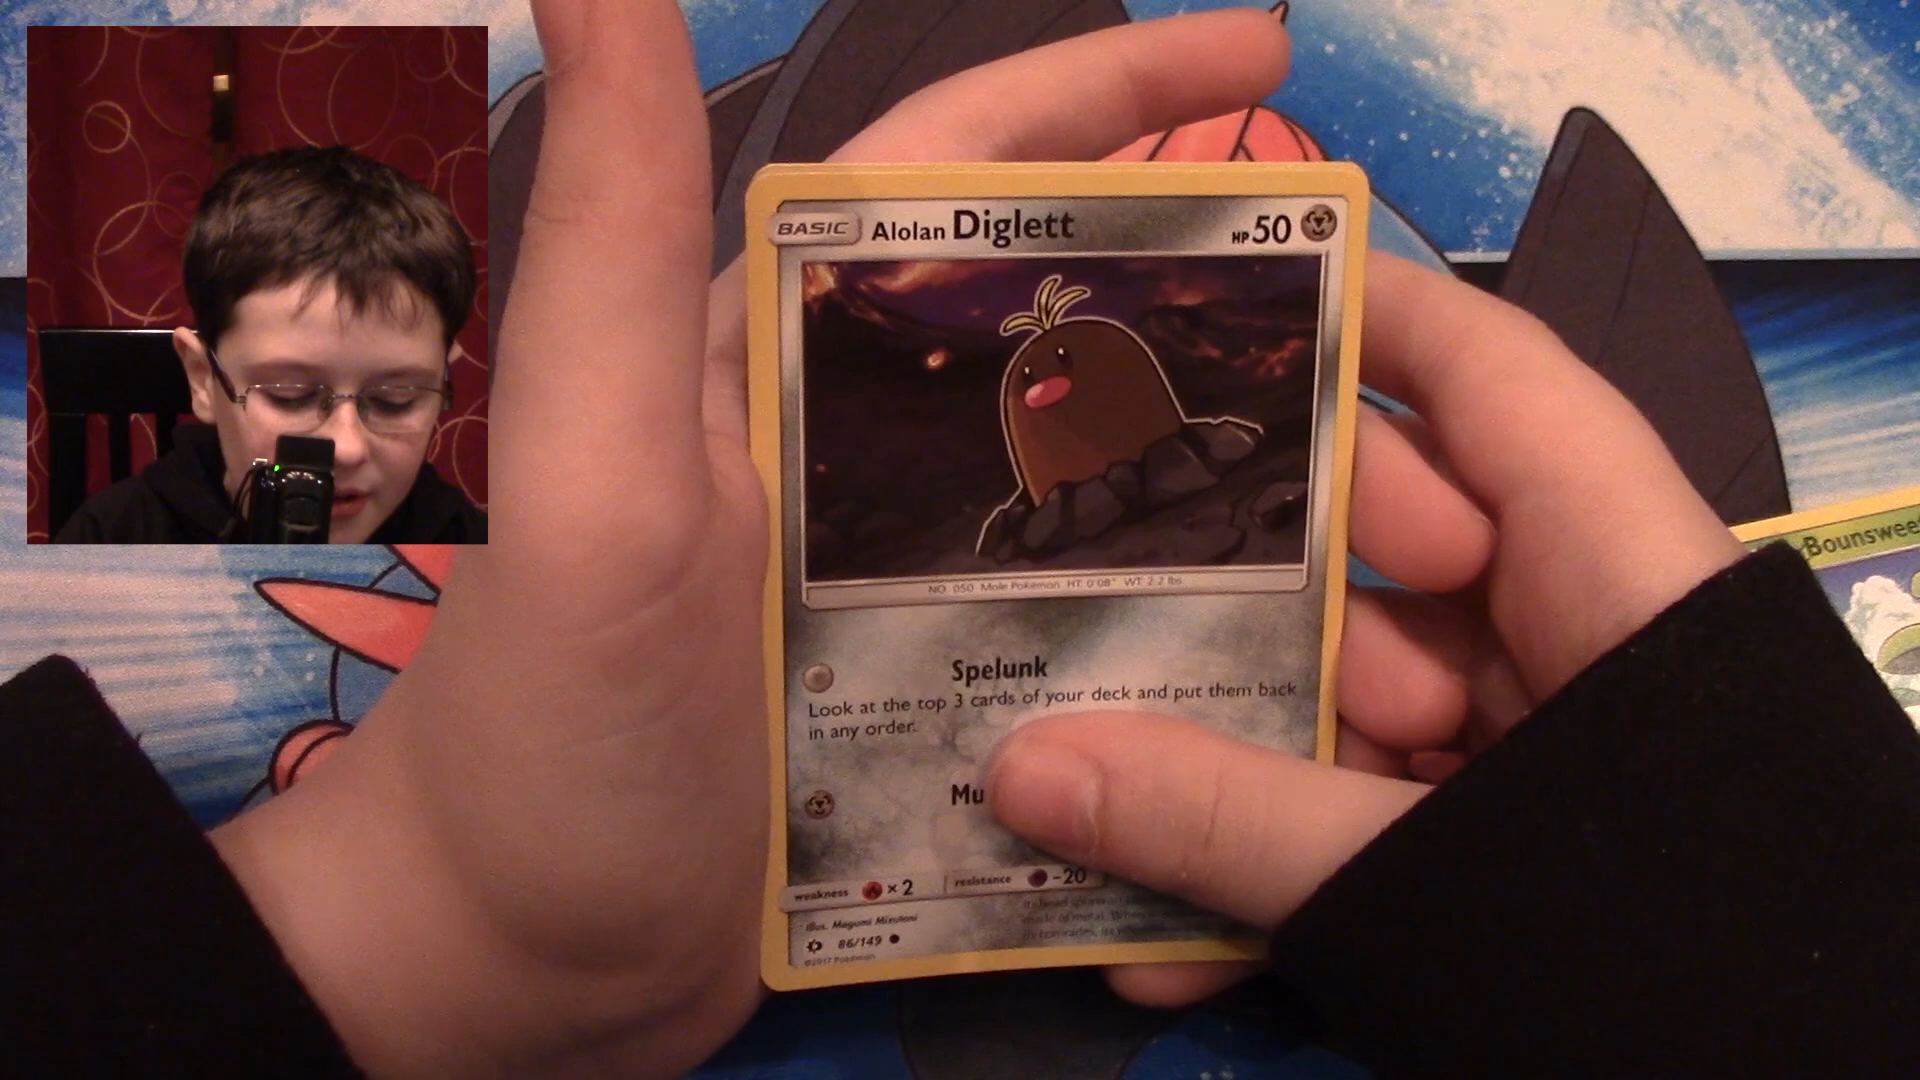 BASIC Alolan Diglett HP 50
NO. 050 Mole Pokémon HT: 0'08" WT: 2.2 lbs
Spelunk
Look at the top 3 cards of your deck and put them back
in any order.
Mu
weakness × 2 resistance -20
Illus. Megumi Mizutani
86/149
©2017 Pokémon
Bounsweet